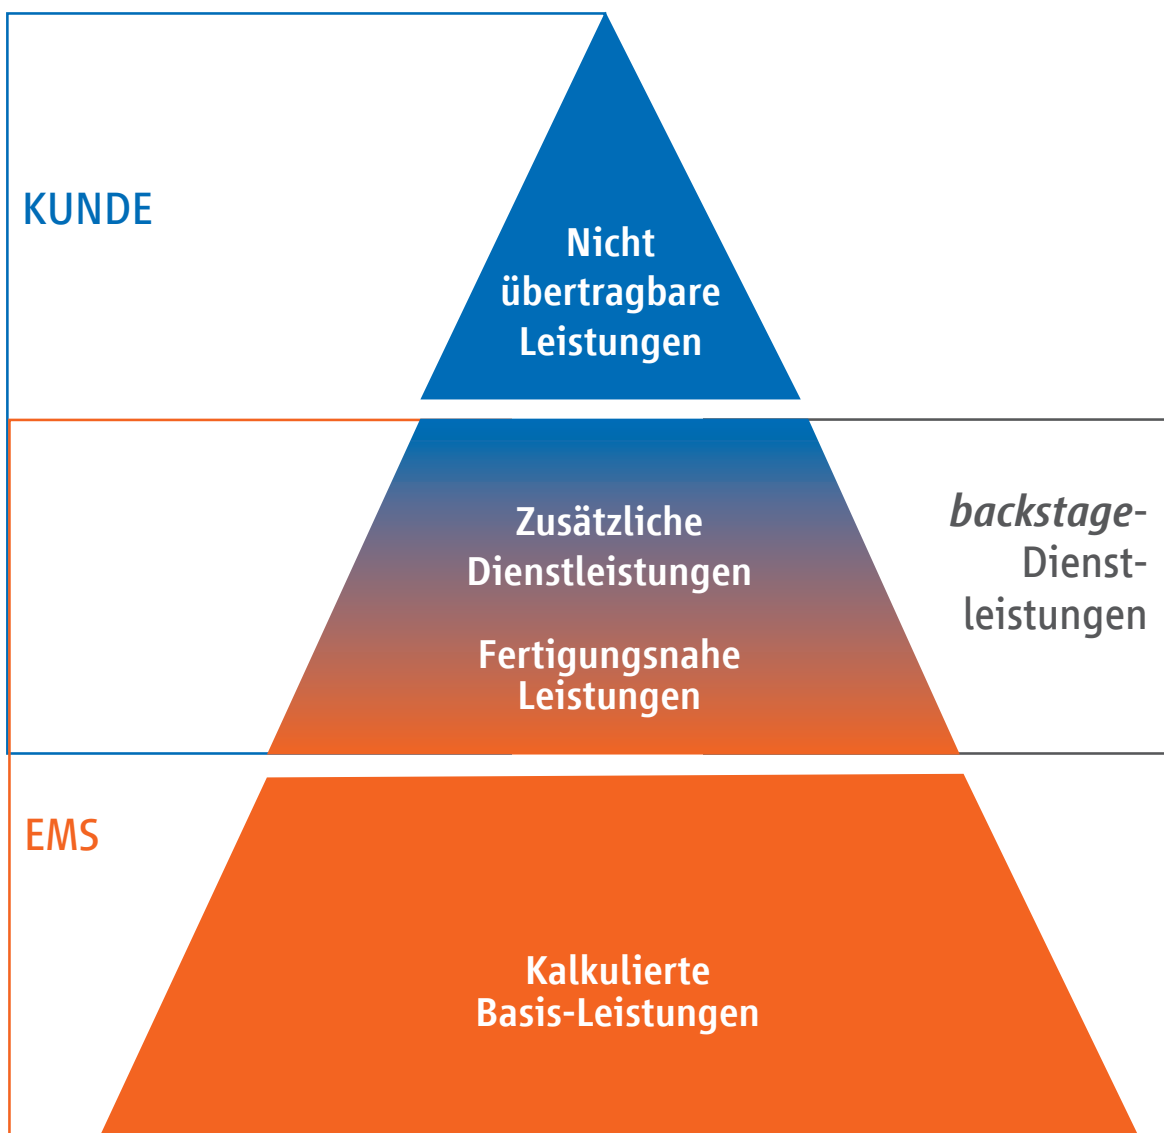 KUNDE
Nicht
übertragbare
Leistungen
Zusätzliche
Dienstleistungen
Fertigungsnahe
Leistungen
backstage-
Dienst-
leistungen
EMS
Kalkulierte
Basis-Leistungen